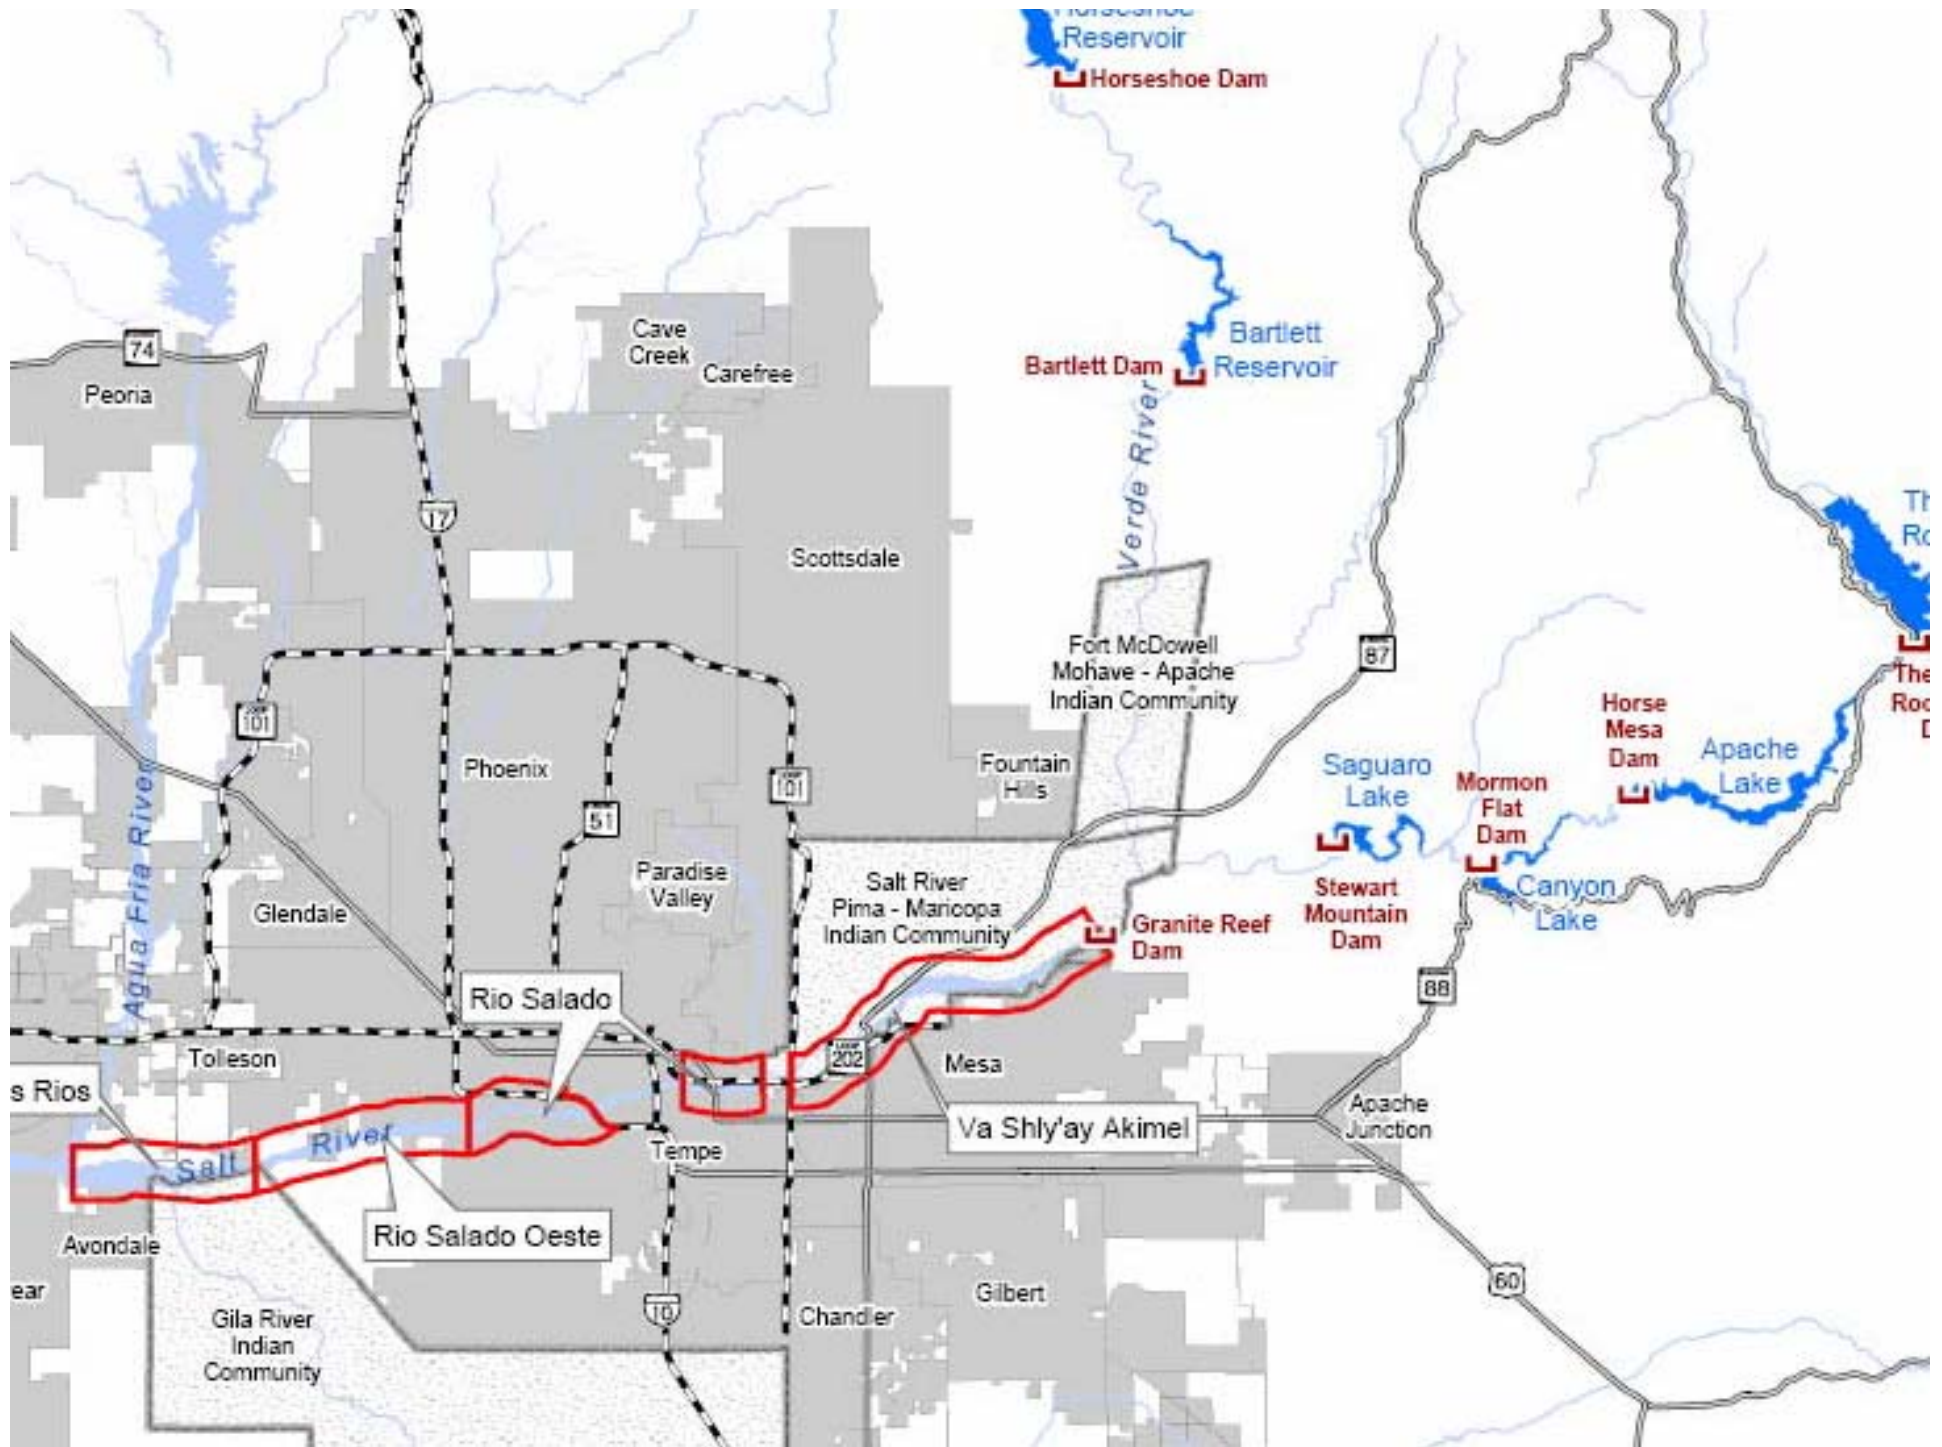 Reservoir
Horseshoe Dam
74
Peoria
Cave
Creek
Carefree
Bartlett
Reservoir
Bartlett Dam
Verde River
17
Scottsdale
Fort McDowell
Mohave - Apache
Indian Community
87
101
Phoenix
51
101
Fountain
Hills
Saguaro
Lake
Mormon
Flat
Dam
Horse
Mesa
Dam
Apache
Lake
The
Agua Fria River
Glendale
Paradise
Valley
Salt River
Pima - Maricopa
Indian Community
Granite Reef
Dam
Stewart
Mountain
Dam
Canyon
Lake
88
Rio Salado
Tolleson
202
Mesa
s Rios
Va Shly'ay Akimel
Apache
Junction
Salt River
Tempe
Rio Salado Oeste
Avondale
ear
Gila River
Indian
Community
10
Chandler
Gilbert
60